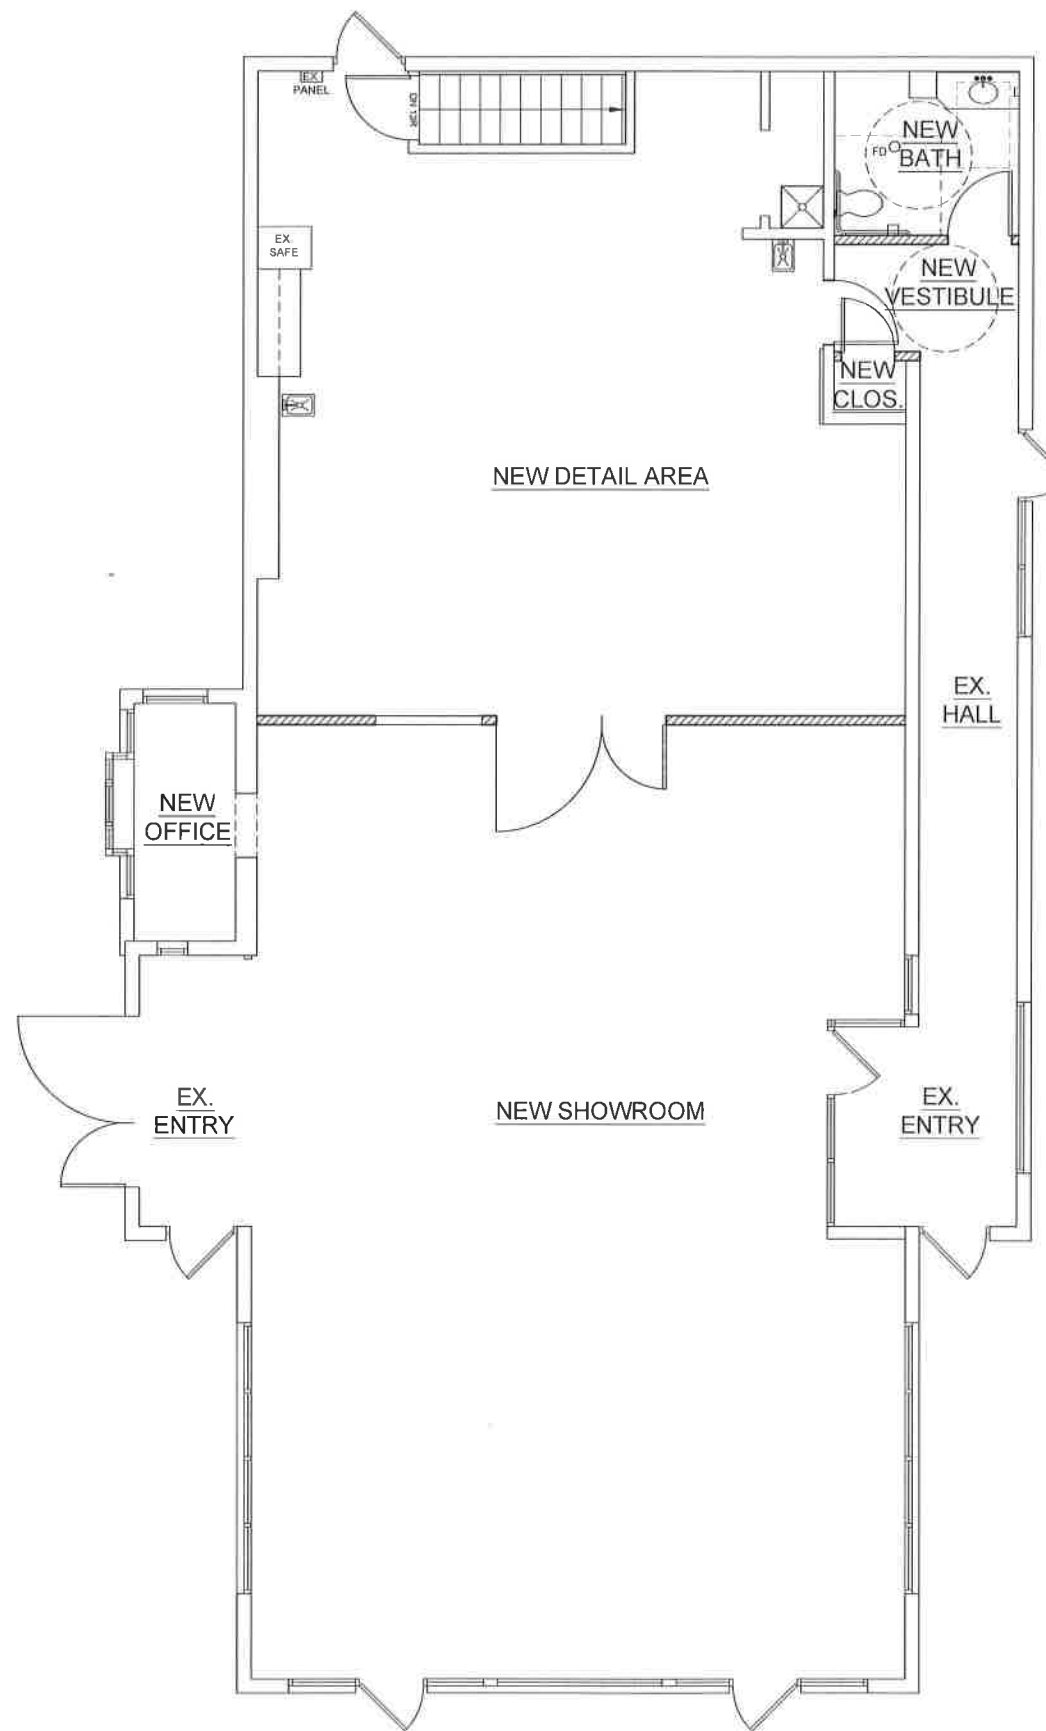 EX.
PANEL
DN 13R
NEW
BATH
FD
EX.
SAFE
NEW
VESTIBULE
NEW
CLOS.
NEW DETAIL AREA
EX.
HALL
NEW
OFFICE
EX.
ENTRY
NEW SHOWROOM
EX.
ENTRY